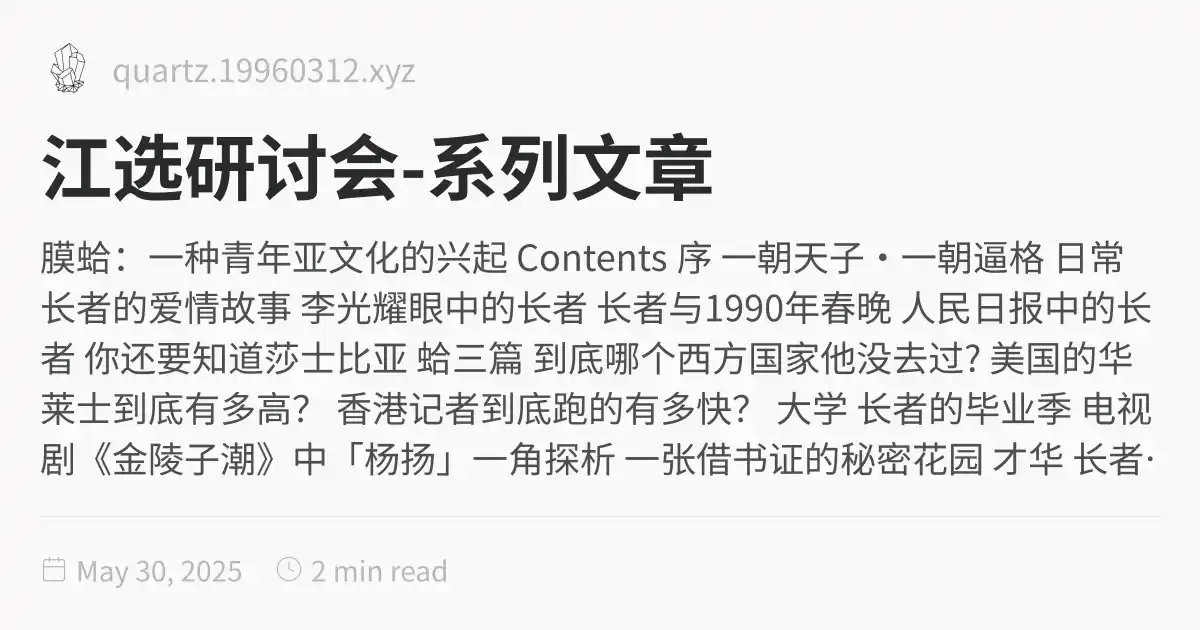 quartz.19960312.xyz
江选研讨会-系列文章
膜蛤：一种青年亚文化的兴起 Contents 序 一朝天子・一朝逼格 日常
长者的爱情故事 李光耀眼中的长者 长者与1990年春晚 人民日报中的长
者 你还要知道莎士比亚 蛤三篇 到底哪个西方国家他没去过? 美国的华
莱士到底有多高？ 香港记者到底跑的有多快？ 大学 长者的毕业季 电视
剧《金陵子潮》中「杨扬」一角探析 一张借书证的秘密花园 才华 长者·
May 30, 2025 2 min read